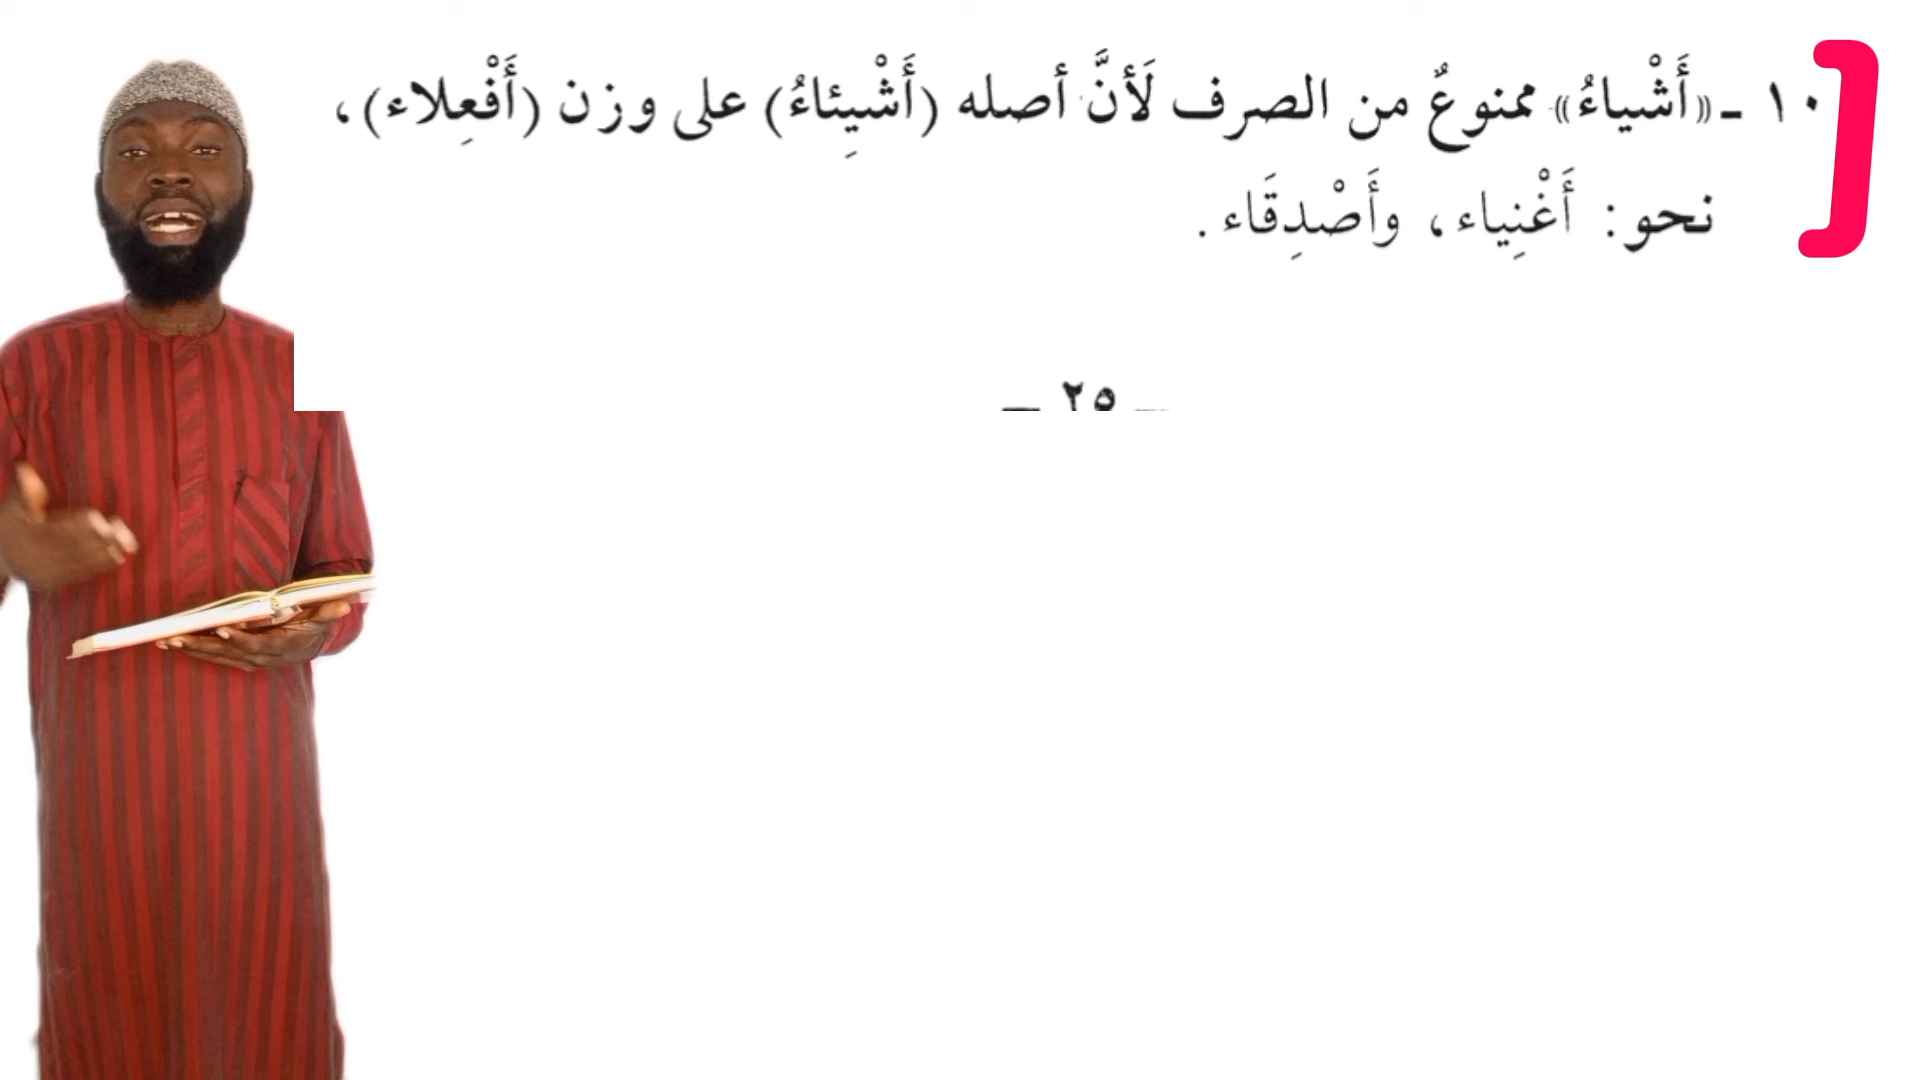 ١٠ - «أَشْياءُ» ممنوعٌ من الصرف لَأنَّ أصله (أَشْيِئاءُ) على وزن (أَفْعِلاء)،
نحو: أَغْنِياء، وأَصْدِقَاء.
— ٢٥ —